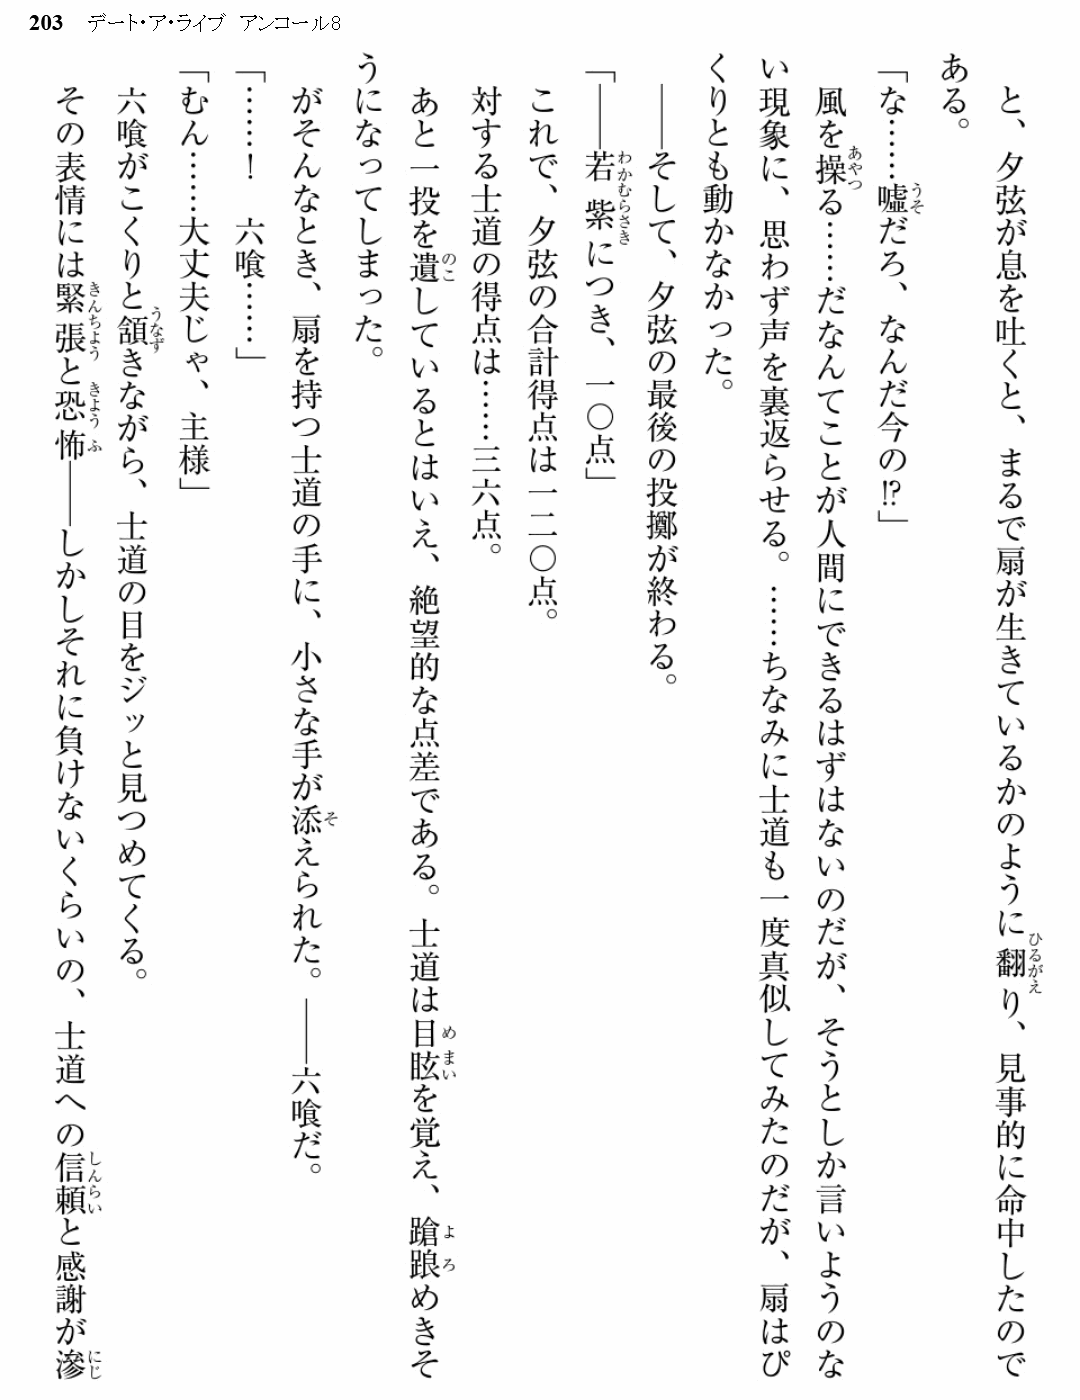 203 デート・ア・ライブ アンコール8
と、夕弦が息を吐くと、まるで扇が生きているかのように翻り、見事的に命中したので
ある。
「な……嘘だろ、なんだ今の!?」
風を操る……だなんてことが人間にできるはずはないのだが、そうとしか言いようのな
い現象に、思わず声を裏返らせる。……ちなみに士道も一度真似してみたのだが、扇はぴ
くりとも動かなかった。
――そして、夕弦の最後の投擲が終わる。
「――若紫につき、一〇点」
これで、夕弦の合計得点は一二〇点。
対する士道の得点は……三六点。
あと一投を遺しているとはいえ、絶望的な点差である。士道は目眩を覚え、蹌踉めきそ
うになってしまった。
がそんなとき、扇を持つ士道の手に、小さな手が添えられた。――六喰だ。
「……！　六喰……」
「むん……大丈夫じゃ、主様」
六喰がこくりと頷きながら、士道の目をジッと見つめてくる。
その表情には緊張と恐怖――しかしそれに負けないくらいの、士道への信頼と感謝が滲